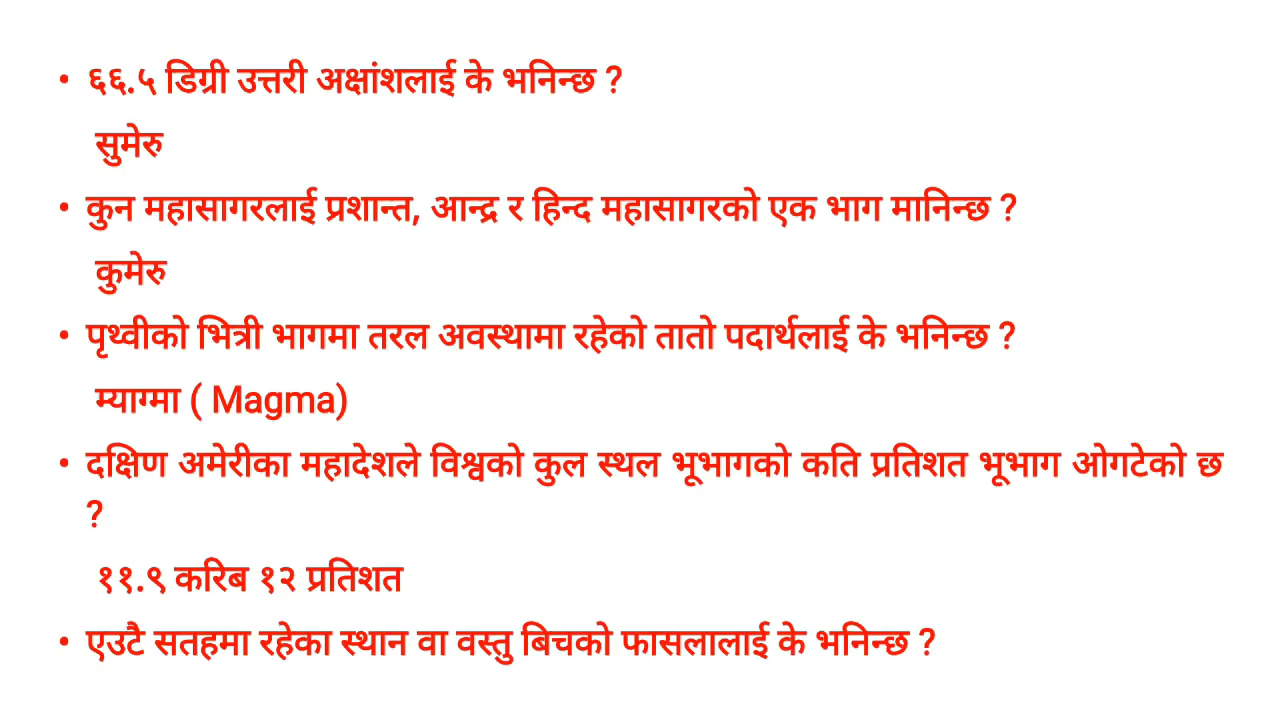 • ६६.५ डिग्री उत्तरी अक्षांशलाई के भनिन्छ ?
सुमेरु
• कुन महासागरलाई प्रशान्त, आन्द्र र हिन्द महासागरको एक भाग मानिन्छ ?
कुमेरु
• पृथ्वीको भित्री भागमा तरल अवस्थामा रहेको तातो पदार्थलाई के भनिन्छ ?
म्याग्मा ( Magma)
• दक्षिण अमेरीका महादेशले विश्वको कुल स्थल भूभागको कति प्रतिशत भूभाग ओगटेको छ
?
११.९ करिब १२ प्रतिशत
• एउटै सतहमा रहेका स्थान वा वस्तु बिचको फासलालाई के भनिन्छ ?